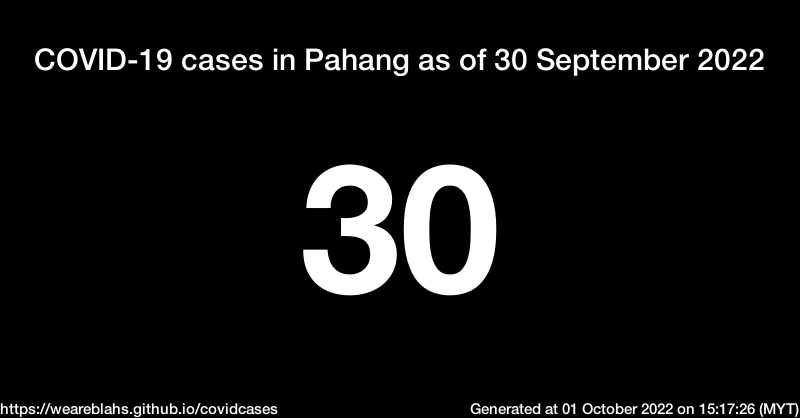 COVID-19 cases in Pahang as of 30 September 2022
30
https://weareblahs.github.io/covidcases
Generated at 01 October 2022 on 15:17:26 (MYT)